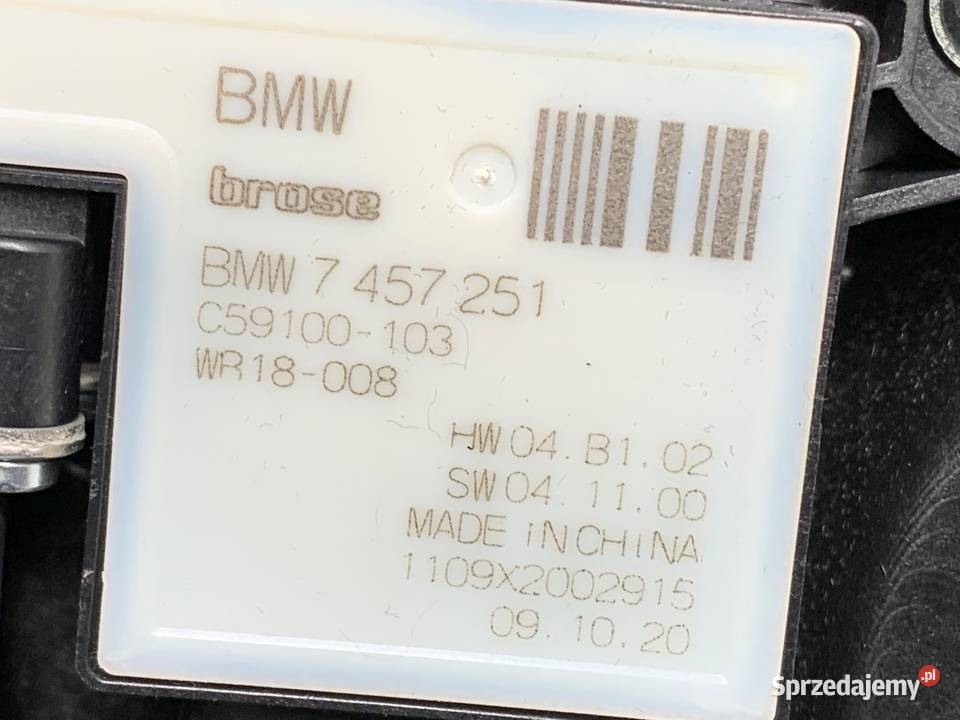 BMW
brose
BMW 7 457 251
C59100-103
WR18-008
HW 04.B1.02
SW 04.11.00
MADE IN CHINA
1109X2002915
09.10.20
Sprzedajemy.pl